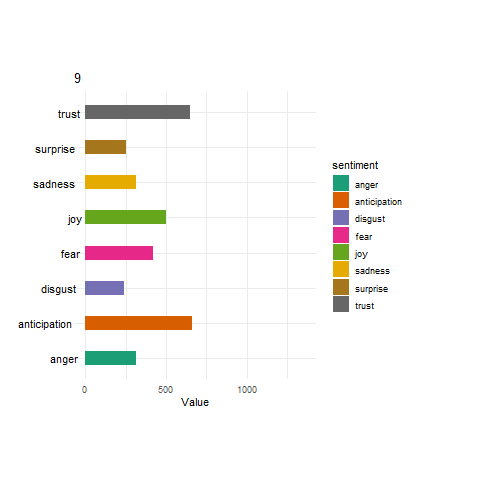 9
trust
surprise
sadness
joy
fear
disgust
anticipation
anger
0 500 1000
Value
sentiment
anger
anticipation
disgust
fear
joy
sadness
surprise
trust